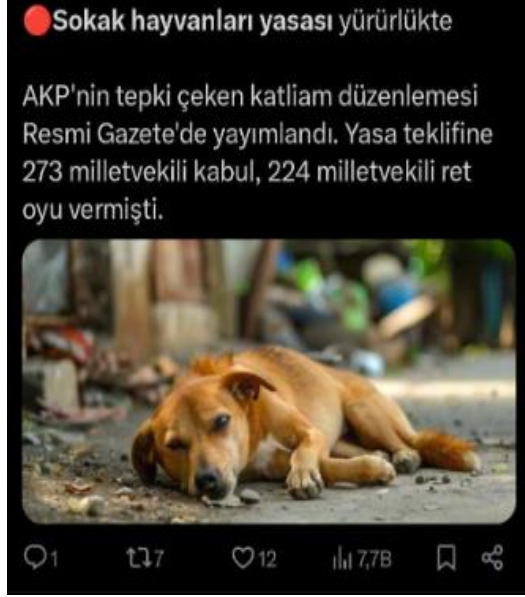 🔴Sokak hayvanları yasası yürürlükte
AKP'nin tepki çeken katliam düzenlemesi
Resmi Gazete'de yayımlandı. Yasa teklifine
273 milletvekili kabul, 224 milletvekili ret
oyu vermişti.
1 7 12 7,7B